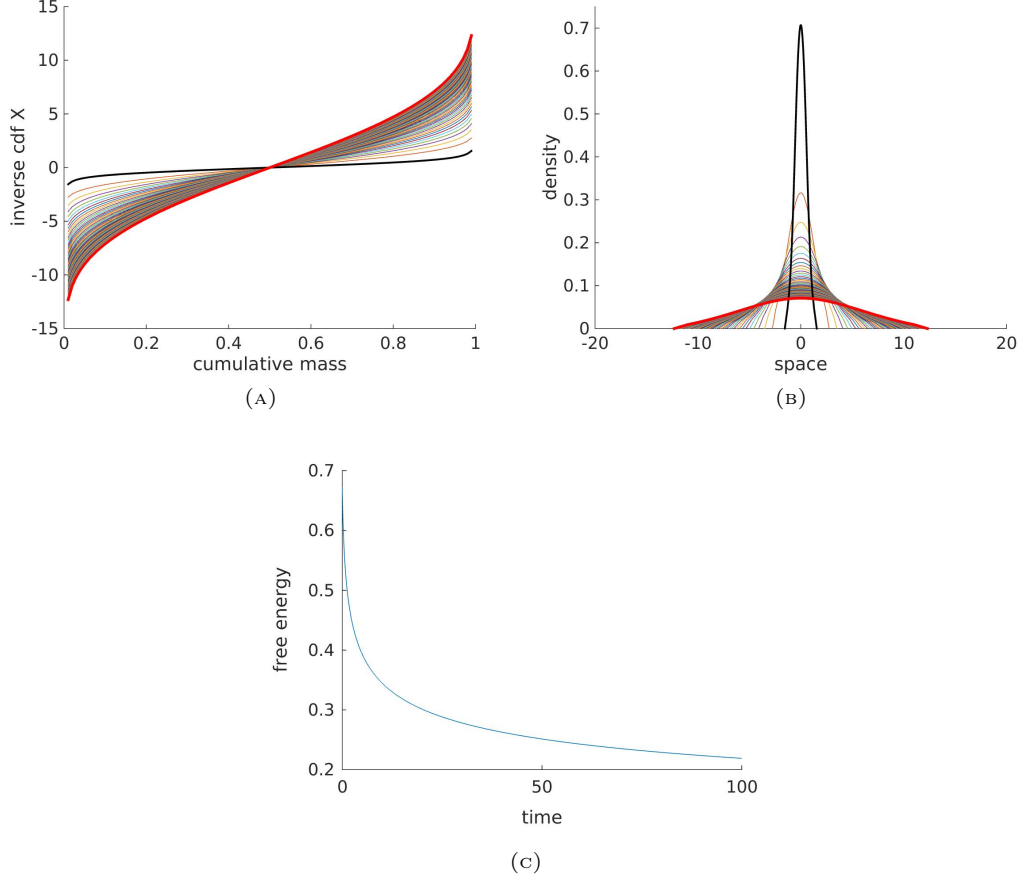 15
10
5
0
-5
-10
-15
0 0.2 0.4 0.6 0.8 1
inverse cdf X
cumulative mass
(A)
0.7
0.6
0.5
0.4
0.3
0.2
0.1
0
-20 -10 0 10 20
density
space
(B)
0.7
0.6
0.5
0.4
0.3
0.2
0 50 100
free energy
time
(C)